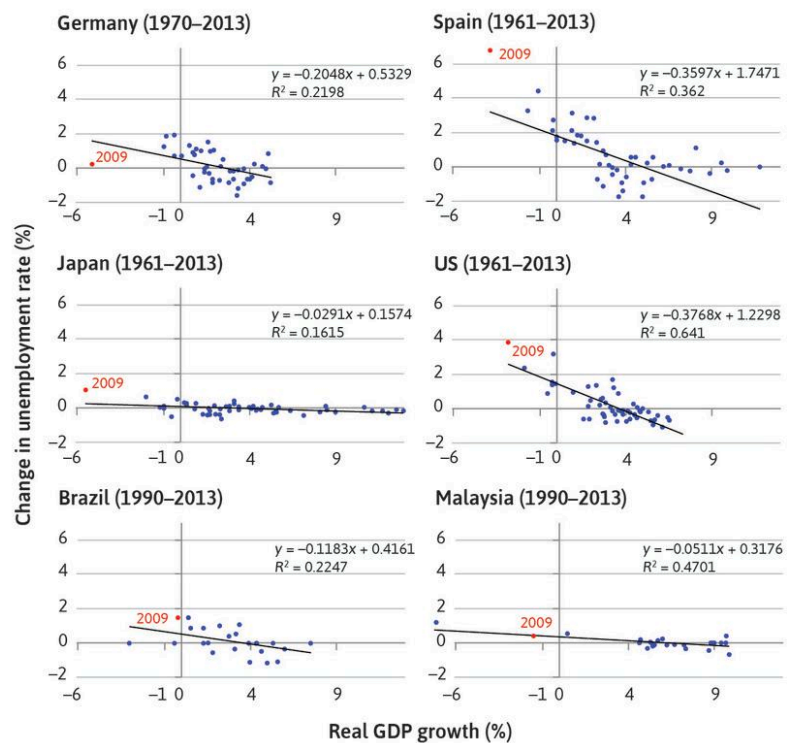 Germany (1970–2013)
6
4
2
0
−2
−6
−1 0
9
2009
y = −0.2048x + 0.5329
R² = 0.2198
Spain (1961–2013)
6
4
2
0
−2
−6
−1 0
4
9
2009
y = −0.3597x + 1.7471
R² = 0.362
Japan (1961–2013)
6
4
2
0
−2
−6
−1 0
4
9
2009
y = −0.0291x + 0.1574
R² = 0.1615
US (1961–2013)
6
4
2
0
−2
−6
−1 0
4
9
2009
y = −0.3768x + 1.2298
R² = 0.641
Brazil (1990–2013)
6
4
2
0
−2
−6
−1 0
4
9
2009
y = −0.1183x + 0.4161
R² = 0.2247
Malaysia (1990–2013)
6
4
2
0
−2
−6
−1 0
4
9
2009
y = −0.0511x + 0.3176
R² = 0.4701
Change in unemployment rate (%)
Real GDP growth (%)